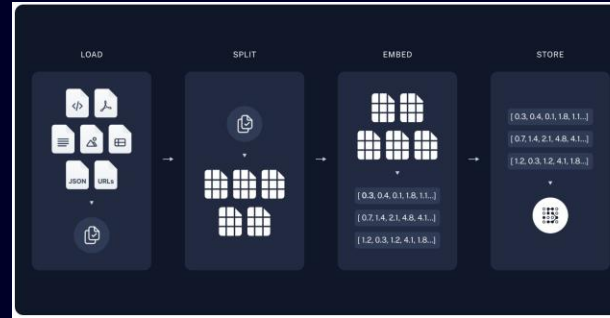 LOAD
SPLIT
EMBED
STORE
JSON
URLs
</>
[0.3, 0.4, 0.1, 1.8, 1.1...]
[0.7, 1.4, 2.1, 4.8, 4.1...]
[1.2, 0.3, 1.2, 4.1, 1.8...]
[0.3, 0.4, 0.1, 1.8, 1.1...]
[0.7, 1.4, 2.1, 4.8, 4.1...]
[1.2, 0.3, 1.2, 4.1, 1.8...]